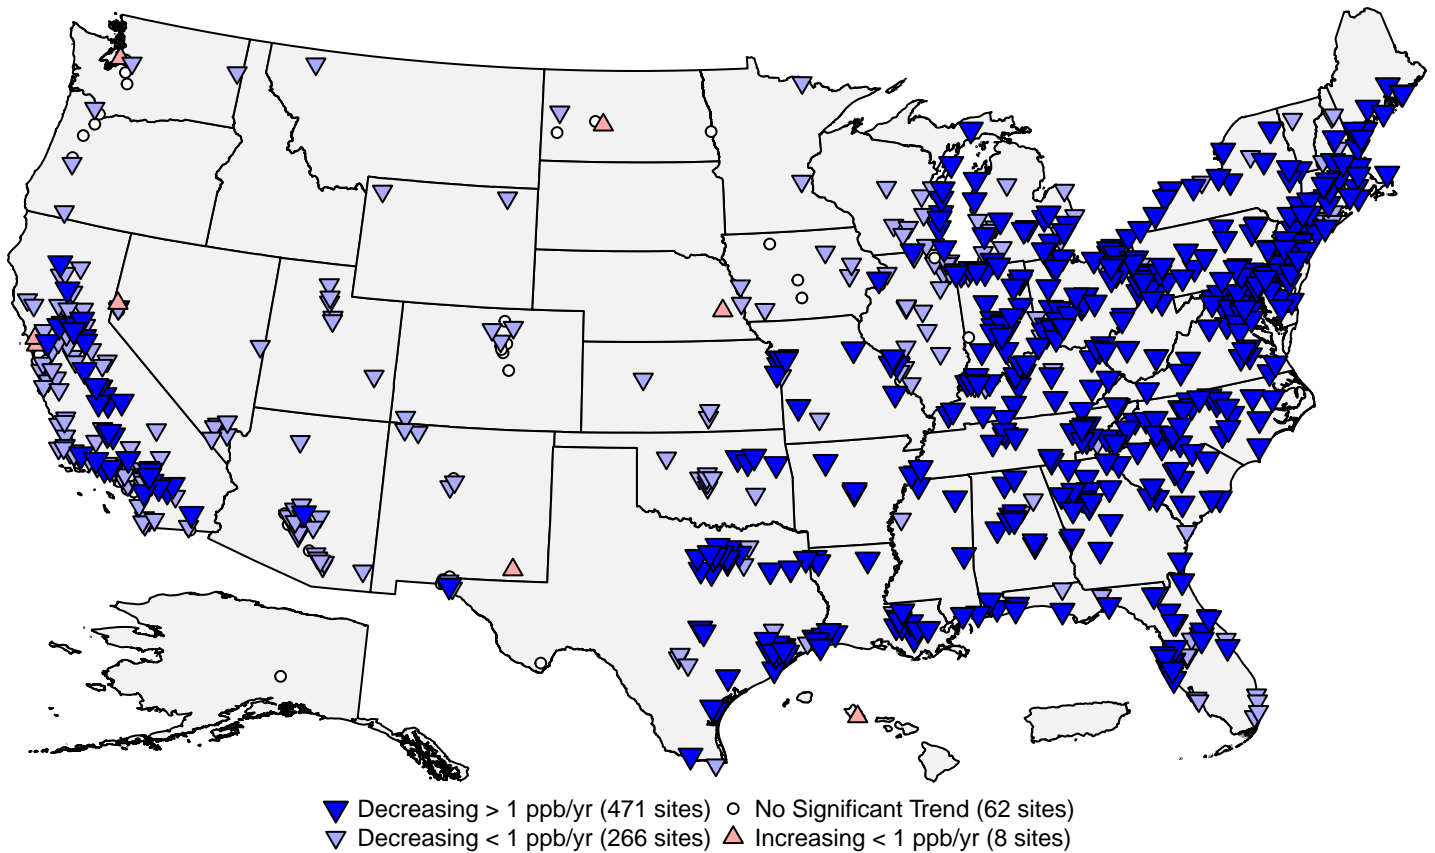 Decreasing > 1 ppb/yr (471 sites)
No Significant Trend (62 sites)
Decreasing < 1 ppb/yr (266 sites)
Increasing < 1 ppb/yr (8 sites)